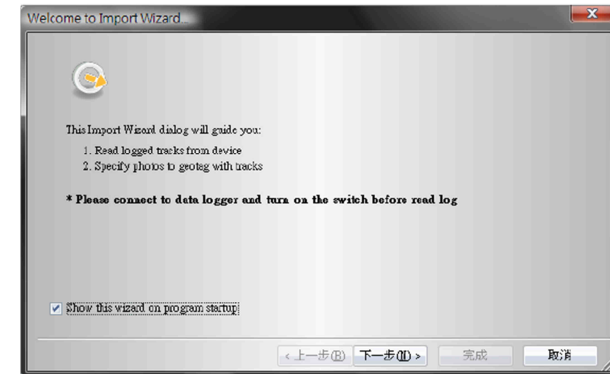 Welcome to Import Wizard...
This Import Wizard dialog will guide you:
1. Read logged tracks from device
2. Specify photos to geotag with tracks
* Please connect to data logger and turn on the switch before read log
Show this wizard on program startup
< 上一步(B) 下一步(N) > 完成 取消